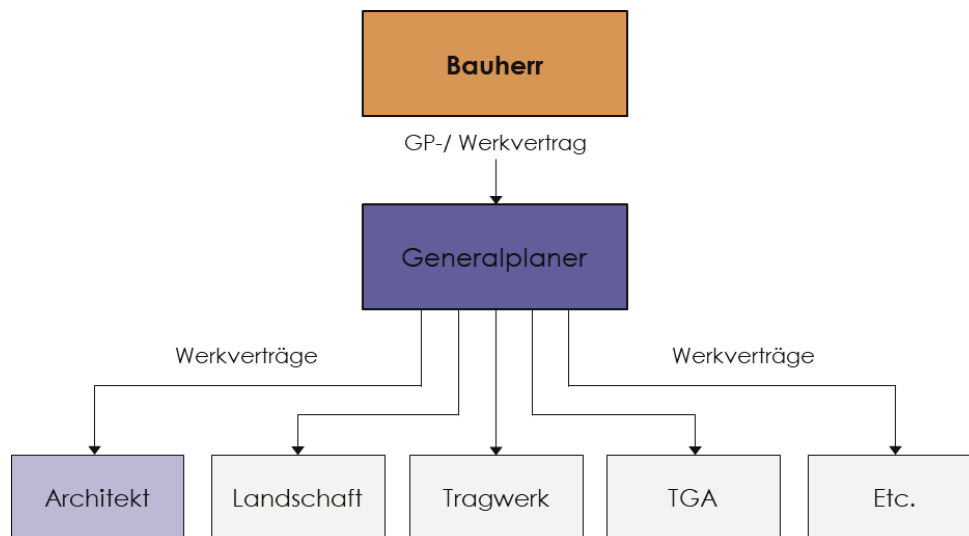 Bauherr
GP-/ Werkvertrag
Generalplaner
Werkverträge
Werkverträge
Architekt
Landschaft
Tragwerk
TGA
Etc.